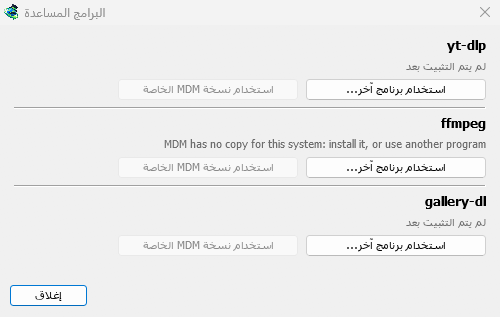 البرامج المساعدة
yt-dlp
لم يتم التثبيت بعد
استخدام برنامج آخر...
استخدام نسخة MDM الخاصة
ffmpeg
MDM has no copy for this system: install it, or use another program
استخدام برنامج آخر...
استخدام نسخة MDM الخاصة
gallery-dl
لم يتم التثبيت بعد
استخدام برنامج آخر...
استخدام نسخة MDM الخاصة
إغلاق